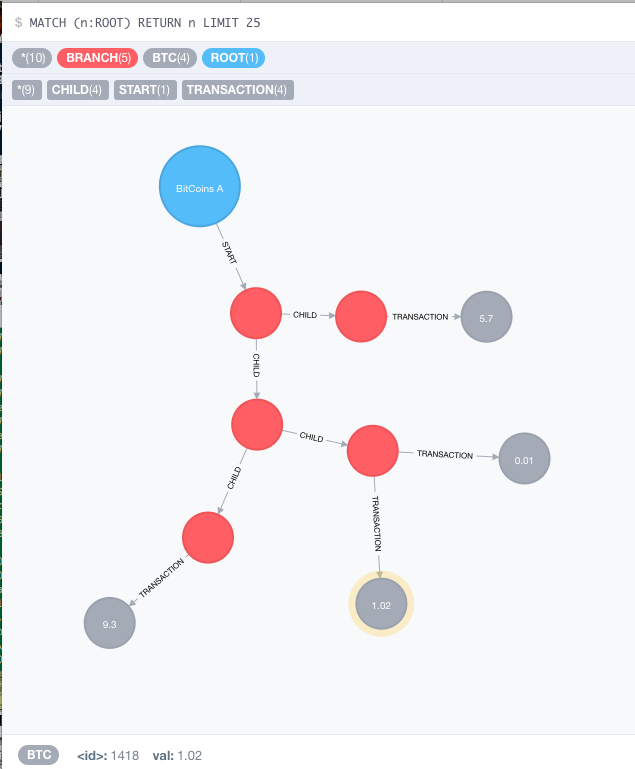 $ MATCH (n:ROOT) RETURN n LIMIT 25
*(10) BRANCH(5) BTC(4) ROOT(1)
*(9) CHILD(4) START(1) TRANSACTION(4)
BitCoins A
START
CHILD
TRANSACTION
5.7
CHILD
CHILD
TRANSACTION
0.01
CHILD
TRANSACTION
TRANSACTION
1.02
9.3
BTC <id>: 1418 val: 1.02